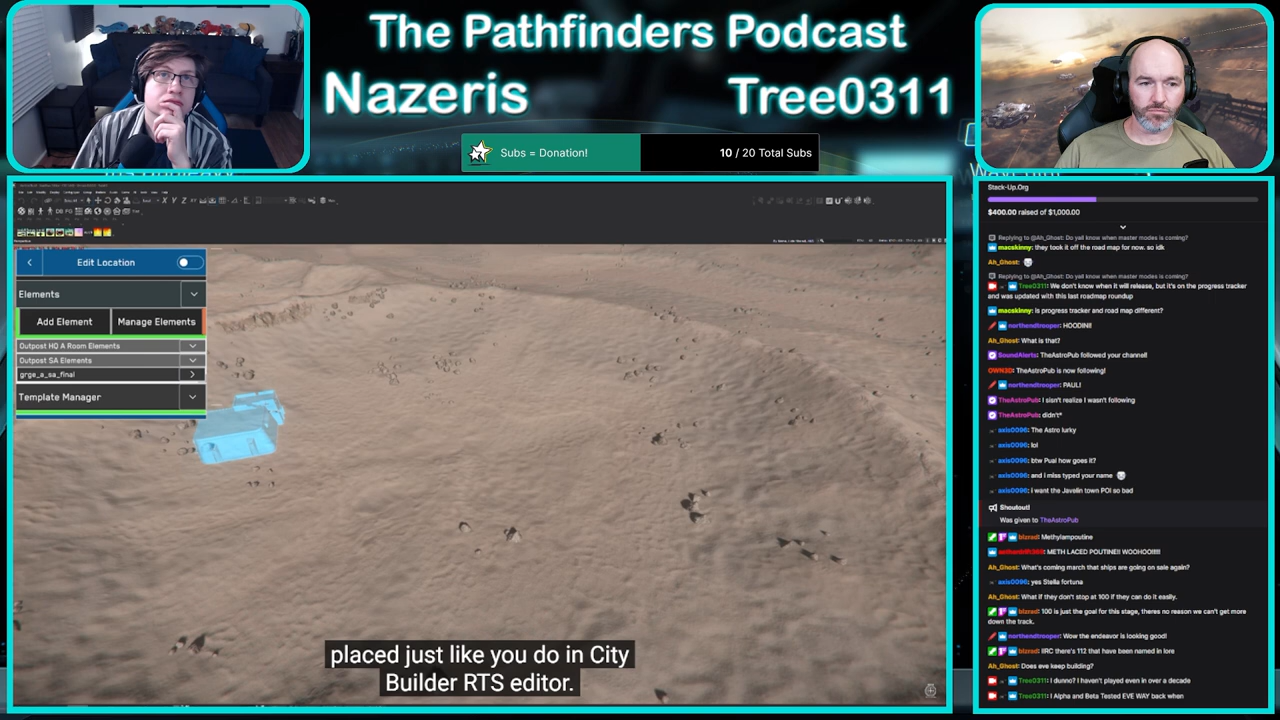 The Pathfinders Podcast
Nazeris
Tree0311
Subs = Donation!
10 / 20 Total Subs
Edit Location
Elements
Add Element
Manage Elements
Outpost HQ A Room Elements
Outpost SA Elements
grge_a_sa_final
Template Manager
placed just like you do in City
Builder RTS editor.
Stack-Up.Org
$400.00 raised of $1,000.00
Replying to @Ah_Ghost: Do yall know when master modes is coming?
macskinny: they took it off the road map for now. so idk
Ah_Ghost:
Replying to @Ah_Ghost: Do yall know when master modes is coming?
Tree0311: We don't know when it will release, but it's on the progress tracker
and was updated with this last roadmap roundup
macskinny: is progress tracker and road map different?
northendtrooper: HOODIN!!
Ah_Ghost: What is that?
SoundAlerts: TheAstroPub followed your channel!
OWN3D: TheAstroPub is now following!
northendtrooper: PAUL!
TheAstroPub: I sisn't realize I wasn't following
TheAstroPub: didn't*
axis0096: The Astro lurky
axis0096: lol
axis0096: btw Pual how goes it?
axis0096: and i miss typed your name
axis0096: i want the Javelin town POI so bad
Shoutout!
Was given to TheAstroPub
blzrad: Methylampoutine
METH LACED POUTINE!! WOOHOO!!!!!
Ah_Ghost: What's coming march that ships are going on sale again?
axis0096: yes Stella fortuna
Ah_Ghost: What if they don't stop at 100 if they can do it easily.
blzrad: 100 is just the goal for this stage, theres no reason we can't get more
down the track.
northendtrooper: Wow the endeavor is looking good!
blzrad: IIRC there's 112 that have been named in lore
Ah_Ghost: Does eve keep building?
Tree0311: I dunno? I haven't played even in over a decade
Tree0311: I Alpha and Beta Tested EVE WAY back when